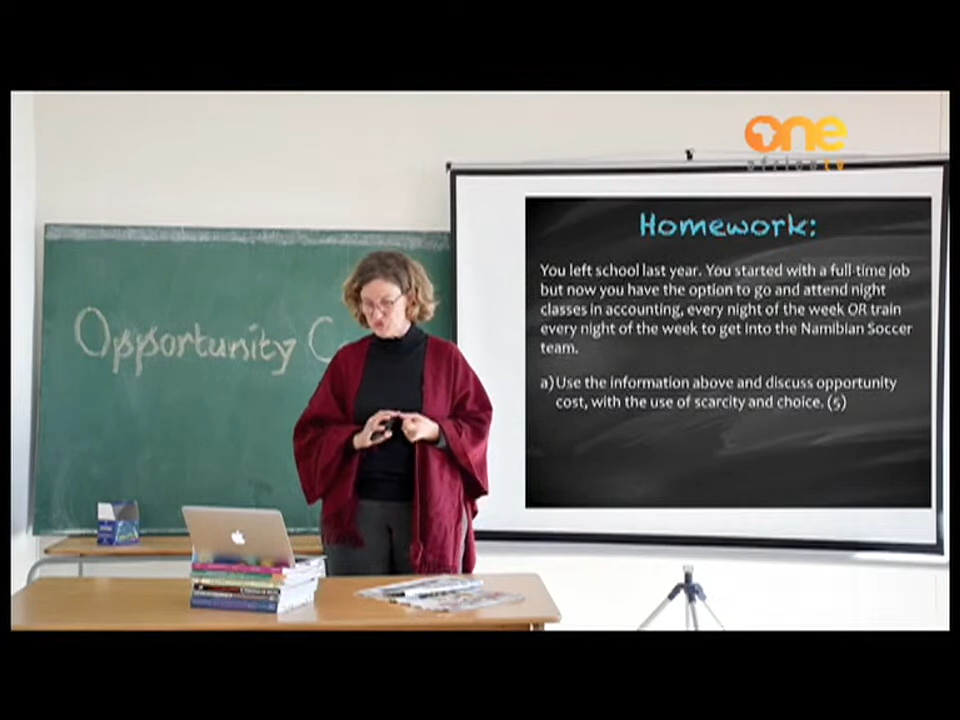 one
africa tv
Opportunity C
Homework:
You left school last year. You started with a full-time job
but now you have the option to go and attend night
classes in accounting, every night of the week OR train
every night of the week to get into the Namibian Soccer
team.
a) Use the information above and discuss opportunity
cost, with the use of scarcity and choice. (5)